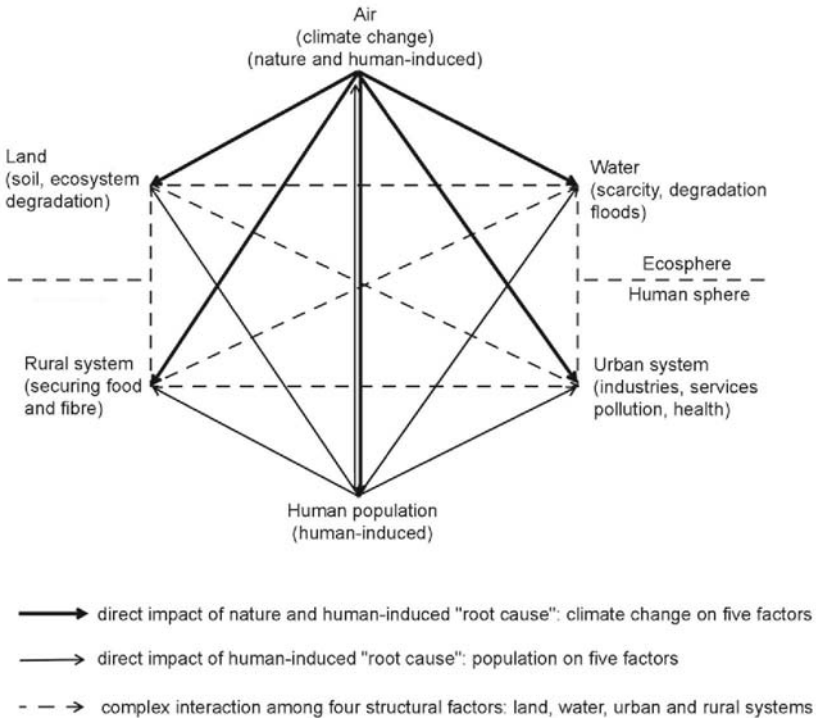 Air
(climate change)
(nature and human-induced)
Land
(soil, ecosystem
degradation)
Water
(scarcity, degradation
floods)
Ecosphere
Human sphere
Rural system
(securing food
and fibre)
Urban system
(industries, services
pollution, health)
Human population
(human-induced)
direct impact of nature and human-induced "root cause": climate change on five factors
direct impact of human-induced "root cause": population on five factors
complex interaction among four structural factors: land, water, urban and rural systems